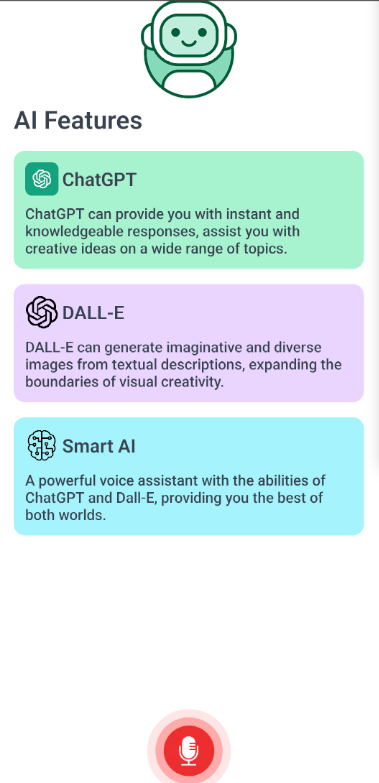 AI Features
ChatGPT
ChatGPT can provide you with instant and
knowledgeable responses, assist you with
creative ideas on a wide range of topics.
DALL-E
DALL-E can generate imaginative and diverse
images from textual descriptions, expanding the
boundaries of visual creativity.
Smart AI
A powerful voice assistant with the abilities of
ChatGPT and Dall-E, providing you the best of
both worlds.